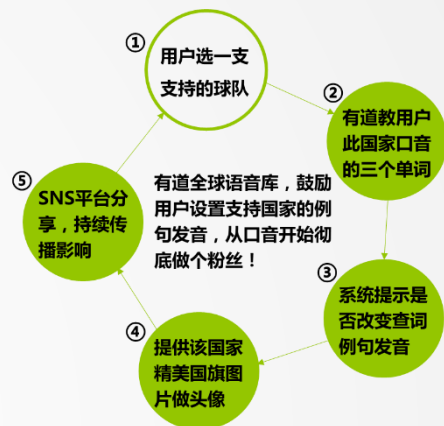 ①
用户选一支
支持的球队
②
有道教用户
此国家口音
的三个单词
③
系统提示是
否改变查词
例句发音
④
提供该国家
精美国旗图
片做头像
⑤
SNS平台分
享，持续传
播影响
有道全球语音库，鼓励
用户设置支持国家的例
句发音，从口音开始彻
底做个粉丝！